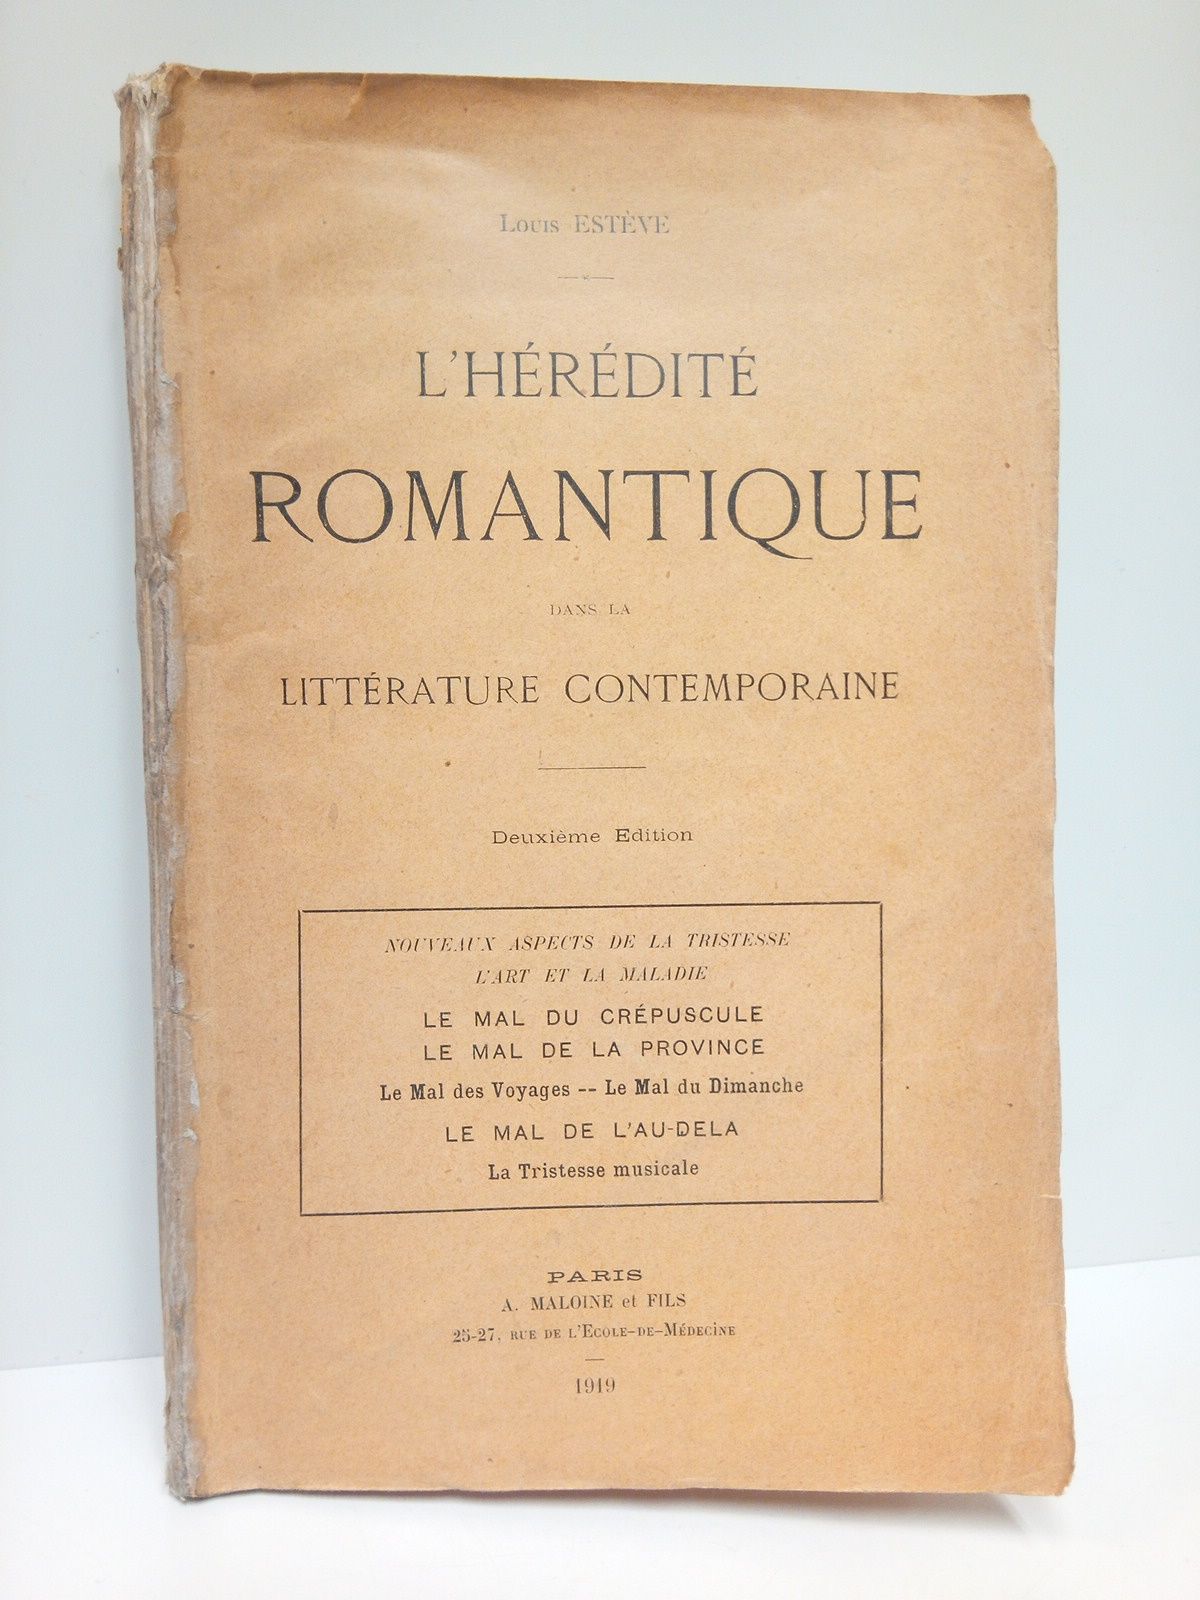 Louis ESTÈVE
L'HÉRÉDITÉ
ROMANTIQUE
DANS LA
LITTÉRATURE CONTEMPORAINE
Deuxième Edition
NOUVEAUX ASPECTS DE LA TRISTESSE
L'ART ET LA MALADIE
LE MAL DU CRÉPUSCULE
LE MAL DE LA PROVINCE
Le Mal des Voyages -- Le Mal du Dimanche
LE MAL DE L'AU-DELA
La Tristesse musicale
PARIS
A. MALOINE et FILS
25-27, RUE DE L'ECOLE-DE-MÉDECINE
1919